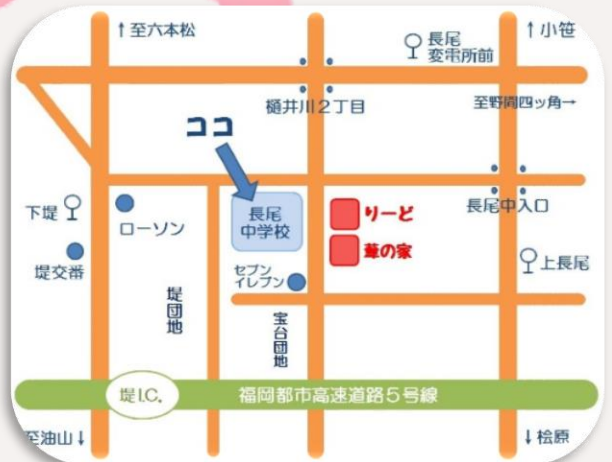 ↑至六本松
長尾
変電所前
↑小笹
樋井川2丁目
至野間四ッ角→
ココ
下堤
ローソン
長尾
中学校
りーど
長尾中入口
堤交番
葦の家
上長尾
セブン
イレブン
堤団地
宝台団地
堤I.C.
福岡都市高速道路5号線
至油山↓
↓桧原